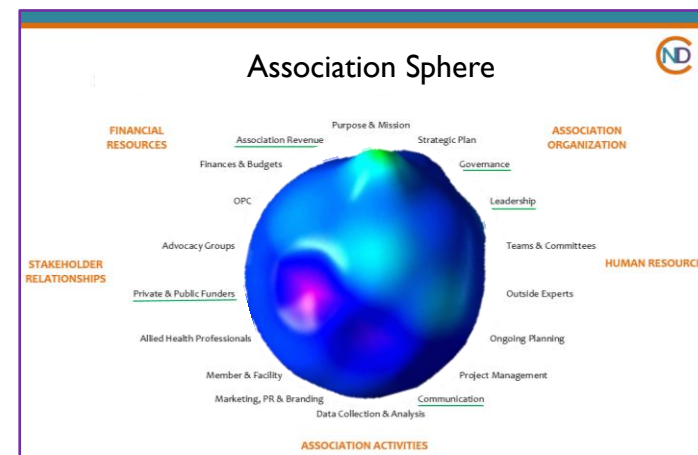 Association Sphere
CND
FINANCIAL
RESOURCES
ASSOCIATION
ORGANIZATION
Purpose & Mission
Association Revenue
Strategic Plan
Finances & Budgets
Governance
OPC
Leadership
Advocacy Groups
Teams & Committees
STAKEHOLDER
RELATIONSHIPS
HUMAN RESOURC
Private & Public Funders
Outside Experts
Allied Health Professionals
Ongoing Planning
Member & Facility
Project Management
Marketing, PR & Branding
Communication
Data Collection & Analysis
ASSOCIATION ACTIVITIES